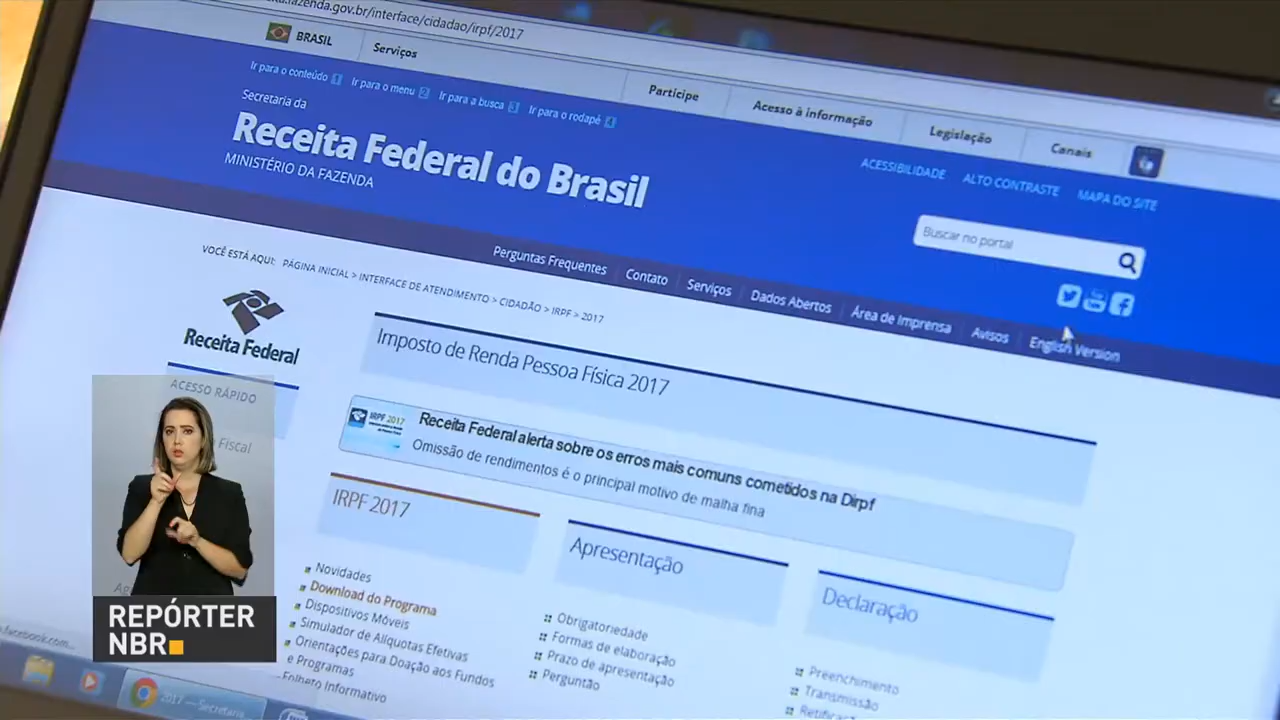 .fazenda.gov.br/interface/cidadao/irpf/2017
BRASIL
Serviços
Participe
Acesso à informação
Legislação
Canais
Ir para o conteúdo 1
Ir para o menu 2
Ir para a busca 3
Ir para o rodapé 4
ACESSIBILIDADE
ALTO CONTRASTE
MAPA DO SITE
Secretaria da
Receita Federal do Brasil
MINISTÉRIO DA FAZENDA
Buscar no portal
Perguntas Frequentes
Contato
Serviços
Dados Abertos
Área de Imprensa
Avisos
English Version
VOCÊ ESTÁ AQUI: PÁGINA INICIAL > INTERFACE DE ATENDIMENTO > CIDADÃO > IRPF > 2017
Receita Federal
ACESSO RÁPIDO
Fiscal
Imposto de Renda Pessoa Física 2017
IRPF 2017
Receita Federal alerta sobre os erros mais comuns cometidos na Dirpf
Omissão de rendimentos é o principal motivo de malha fina
IRPF 2017
Novidades
Download do Programa
Dispositivos Móveis
Simulador de Alíquotas Efetivas
Orientações para Doação aos Fundos
e Programas
Folheto Informativo
Apresentação
Obrigatoriedade
Formas de elaboração
Prazo de apresentação
Perguntão
Declaração
Preenchimento
Transmissão
REPÓRTER
NBR
.facebook.com...
2017 — Secretaria